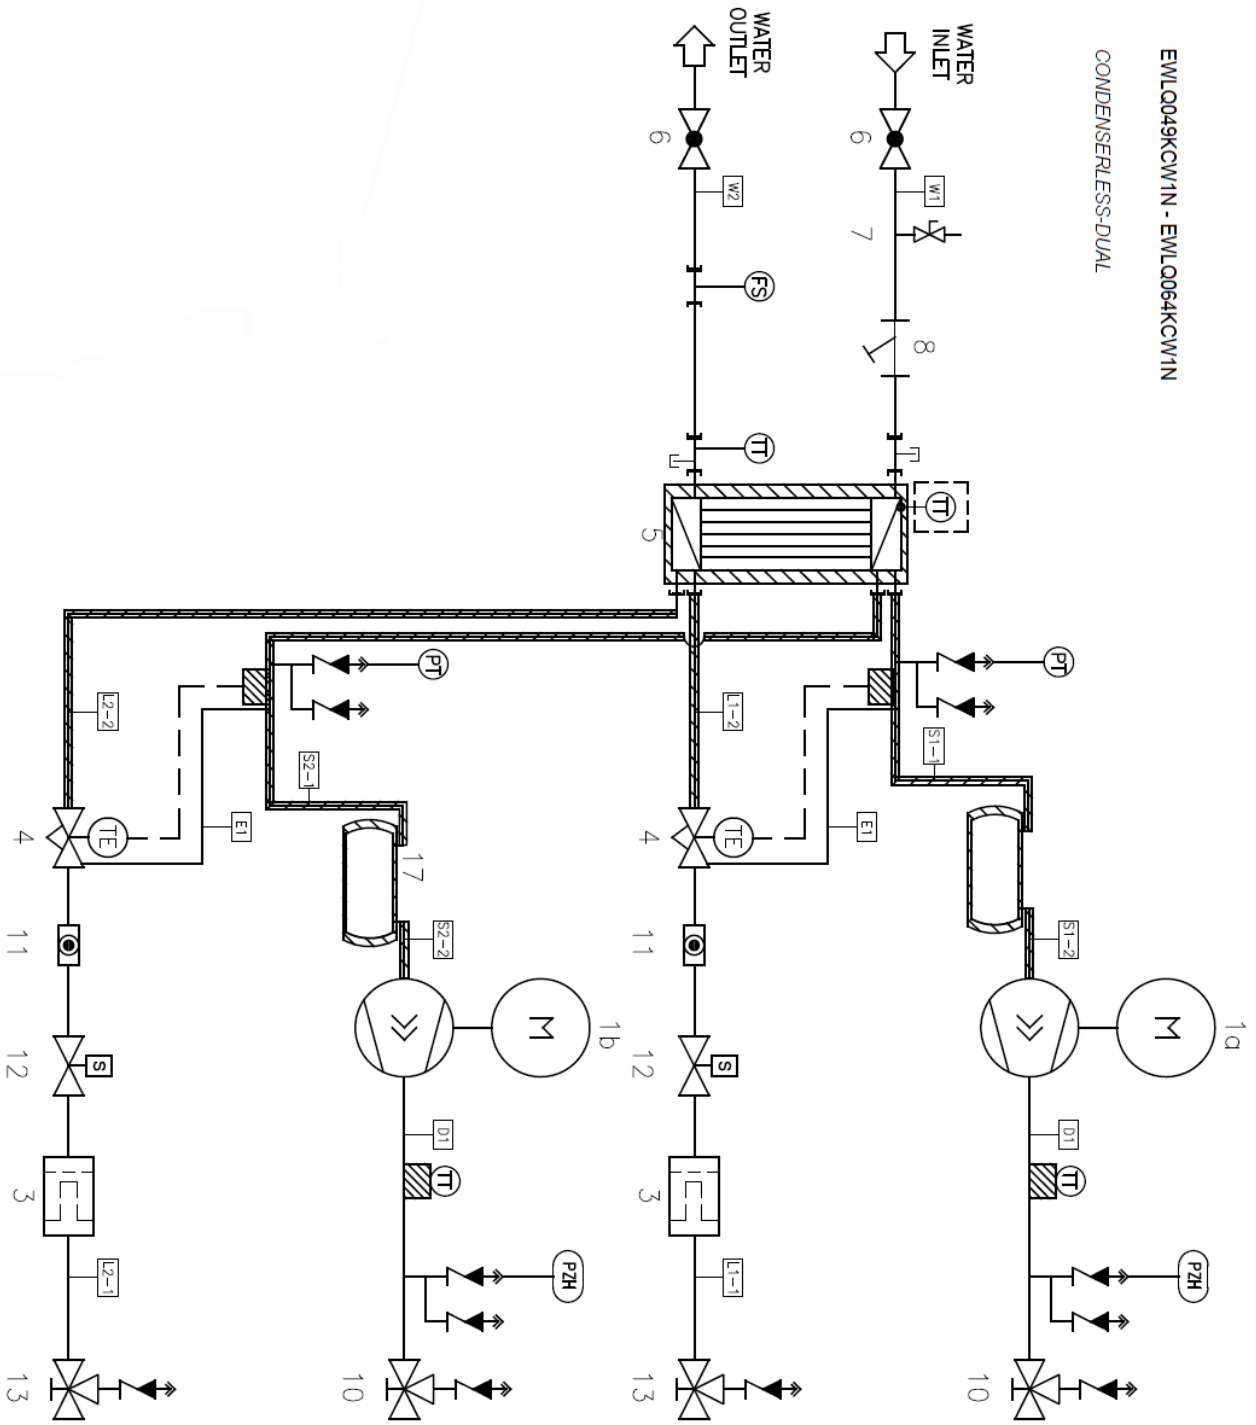 EWLQ049KCW1N - EWLQ064KCW1N
CONDENSERLESS-DUAL
WATER
INLET
WATER
OUTLET
6
W1
7
8
TT
6
W2
FS
TT
5
PT
S1-1
S1-2
M
1a
D1
TT
PZH
10
L1-2
E1
TE
4
11
S
12
3
L1-1
13
PT
S2-1
17
S2-2
M
1b
D1
TT
PZH
10
L2-2
E1
TE
4
11
S
12
3
L2-1
13